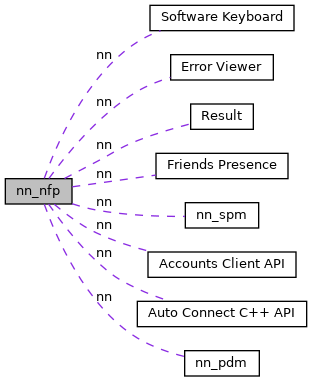 Software Keyboard
nn
Error Viewer
nn
Result
nn
Friends Presence
nn
nn_nfp
nn
nn_spm
nn
Accounts Client API
nn
Auto Connect C++ API
nn
nn_pdm